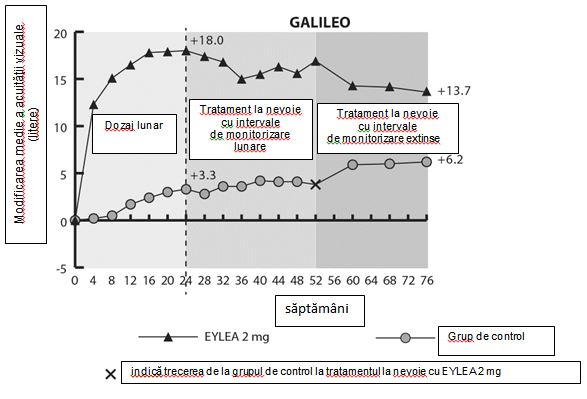 GALILEO
Modificarea medie a acuității vizuale
(litere)
20
15
10
5
0
-5
+18.0
+13.7
+3.3
+6.2
Dozaj lunar
Tratament la nevoie
cu intervale
de monitorizare
lunare
Tratament la nevoie
cu intervale
de monitorizare extinse
0 4 8 12 16 20 24 28 32 36 40 44 48 52 56 60 64 68 72 76
săptămâni
EYLEA 2 mg
Grup de control
indică trecerea de la grupul de control la tratamentul la nevoie cu EYLEA 2 mg